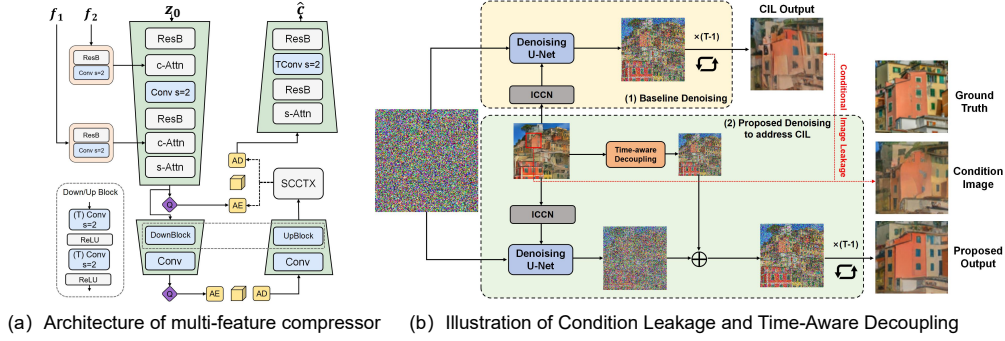 f₁ f₂ z₀ ĉ
ResB
c-Attn
Conv s=2
ResB
c-Attn
s-Attn
ResB
Conv s=2
ResB
Conv s=2
ResB
TConv s=2
ResB
s-Attn
AD
SCCTX
Q
AE
Down/Up Block
(T) Conv
s=2
ReLU
(T) Conv
s=2
ReLU
DownBlock
UpBlock
Conv
Conv
Q
AE
AD
(a) Architecture of multi-feature compressor
CIL Output
Denoising
U-Net
×(T-1)
ICCN
(1) Baseline Denoising
(2) Proposed Denoising
to address CIL
Time-aware
Decoupling
ICCN
Denoising
U-Net
×(T-1)
Conditional Image Leakage
Ground
Truth
Condition
Image
Proposed
Output
(b) Illustration of Condition Leakage and Time-Aware Decoupling